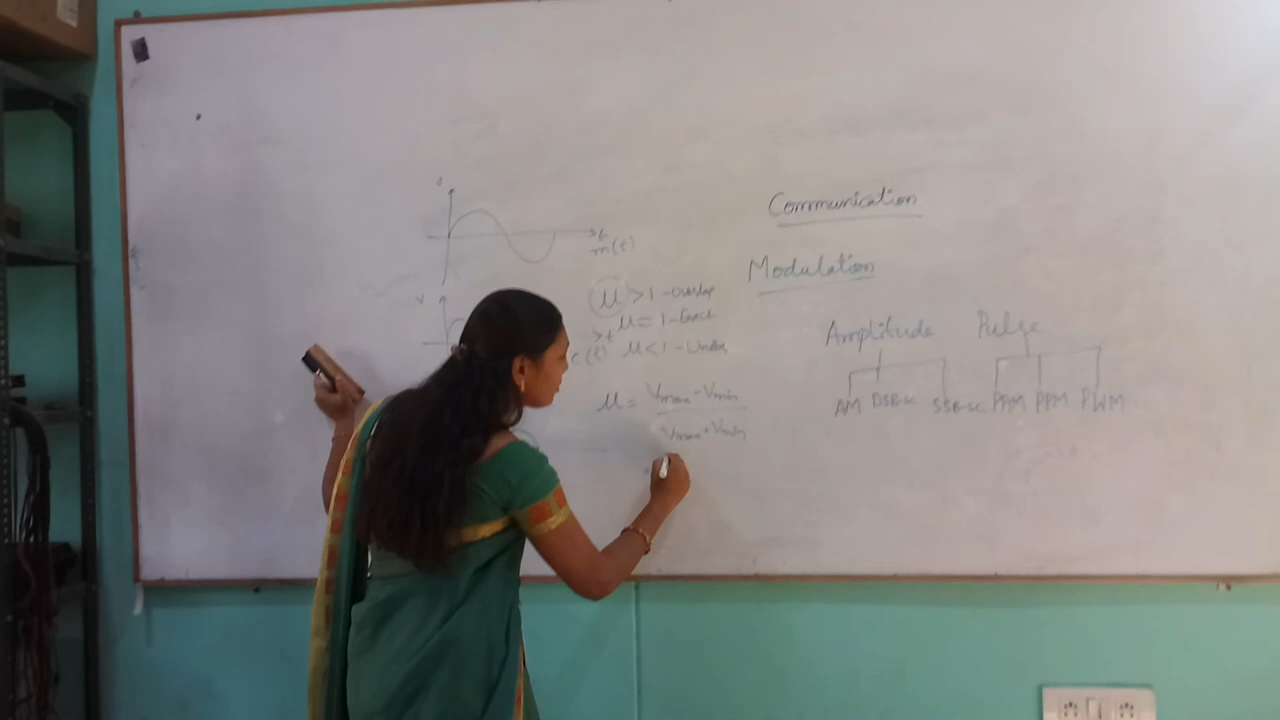 Communication
Modulation
Amplitude Pulse
AM DSB-SC SSB-SC PAM PPM PWM
V
t
m(t)
V
t
c(t)
μ > 1 - Overlap
μ = 1 - Exact
μ < 1 - Under
μ = Vmax - Vmin
Vmax + Vmin